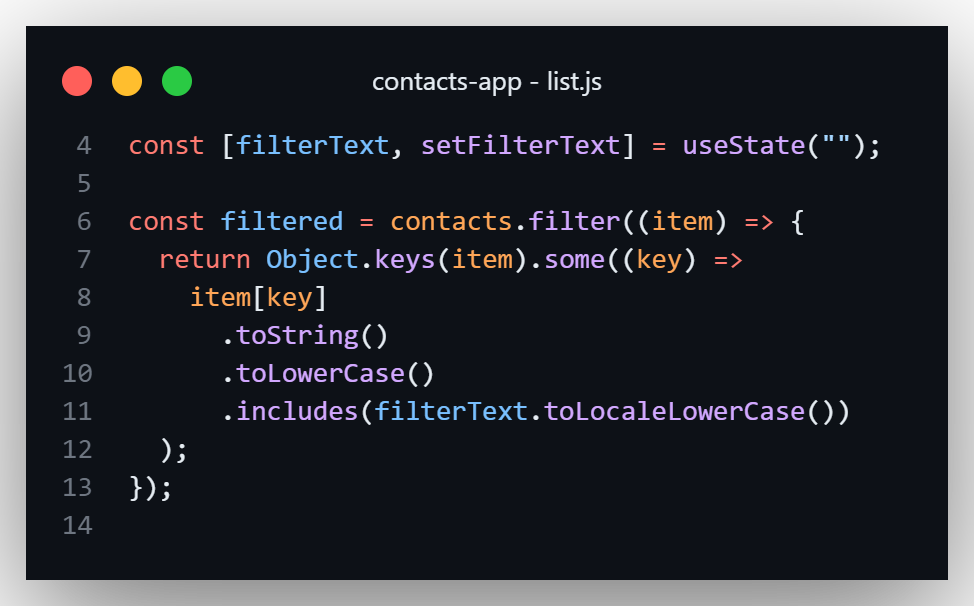 contacts-app - list.js
4 const [filterText, setFilterText] = useState("");
5
6 const filtered = contacts.filter((item) => {
7   return Object.keys(item).some((key) =>
8     item[key]
9       .toString()
10       .toLowerCase()
11       .includes(filterText.toLocaleLowerCase())
12   );
13 });
14